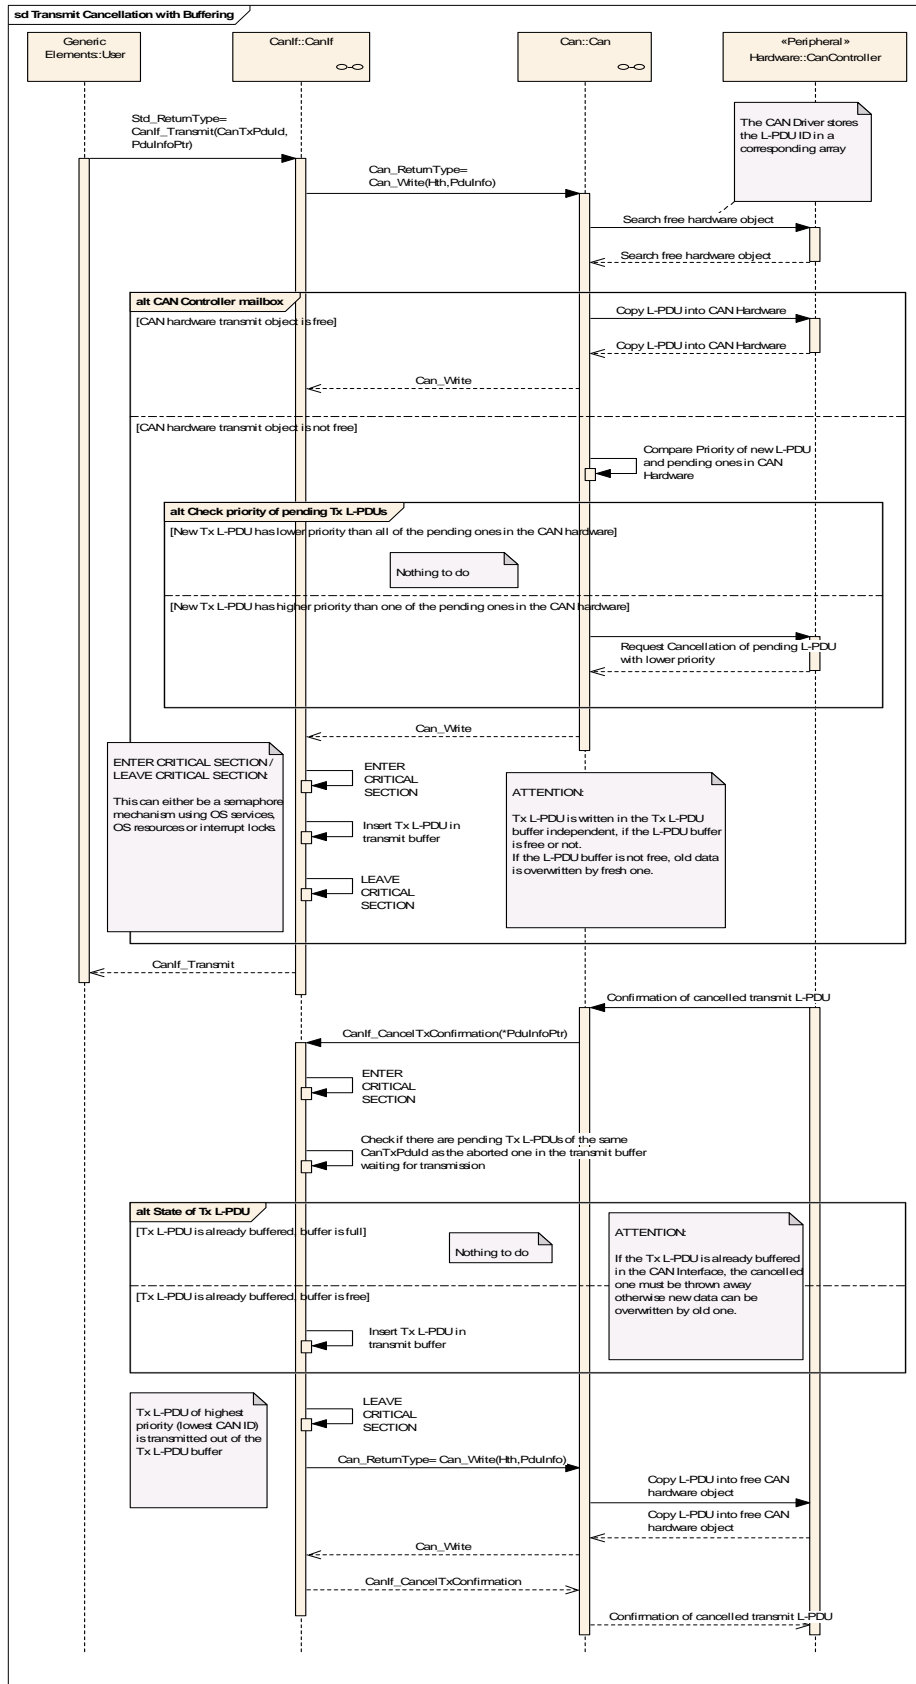 sd Transmit Cancellation with Buffering
Generic
Elements::User
CanIf::CanIf
Can::Can
«Peripheral»
Hardware::CanController
The CAN Driver stores
the L-PDU ID in a
corresponding array
Std_ReturnType=
CanIf_Transmit(CanTxPduId,
PduInfoPtr)
Can_ReturnType=
Can_Write(Hth,PduInfo)
Search free hardware object
Search free hardware object
alt CAN Controller mailbox
[CAN hardware transmit object is free]
Copy L-PDU into CAN Hardware
Copy L-PDU into CAN Hardware
Can_Write
[CAN hardware transmit object is not free]
Compare Priority of new L-PDU
and pending ones in CAN
Hardware
alt Check priority of pending Tx L-PDUs
[New Tx L-PDU has lower priority than all of the pending ones in the CAN hardware]
Nothing to do
[New Tx L-PDU has higher priority than one of the pending ones in the CAN hardware]
Request Cancellation of pending L-PDU
with lower priority
Can_Write
ENTER CRITICAL SECTION /
LEAVE CRITICAL SECTION:
This can either be a semaphore
mechanism using OS services,
OS resources or interrupt locks.
ENTER
CRITICAL
SECTION
Insert Tx L-PDU in
transmit buffer
LEAVE
CRITICAL
SECTION
ATTENTION:
Tx L-PDU is written in the Tx L-PDU
buffer independent, if the L-PDU buffer
is free or not.
If the L-PDU buffer is not free, old data
is overwritten by fresh one.
CanIf_Transmit
Confirmation of cancelled transmit L-PDU
CanIf_CancelTxConfirmation(*PduInfoPtr)
ENTER
CRITICAL
SECTION
Check if there are pending Tx L-PDUs of the same
CanTxPduId as the aborted one in the transmit buffer
waiting for transmission
alt State of Tx L-PDU
[Tx L-PDU is already buffered, buffer is full]
Nothing to do
ATTENTION:
If the Tx L-PDU is already buffered
in the CAN Interface, the cancelled
one must be thrown away
otherwise new data can be
overwritten by old one.
[Tx L-PDU is already buffered, buffer is free]
Insert Tx L-PDU in
transmit buffer
Tx L-PDU of highest
priority (lowest CAN ID)
is transmitted out of the
Tx L-PDU buffer
LEAVE
CRITICAL
SECTION
Can_ReturnType= Can_Write(Hth,PduInfo)
Copy L-PDU into free CAN
hardware object
Copy L-PDU into free CAN
hardware object
Can_Write
CanIf_CancelTxConfirmation
Confirmation of cancelled transmit L-PDU